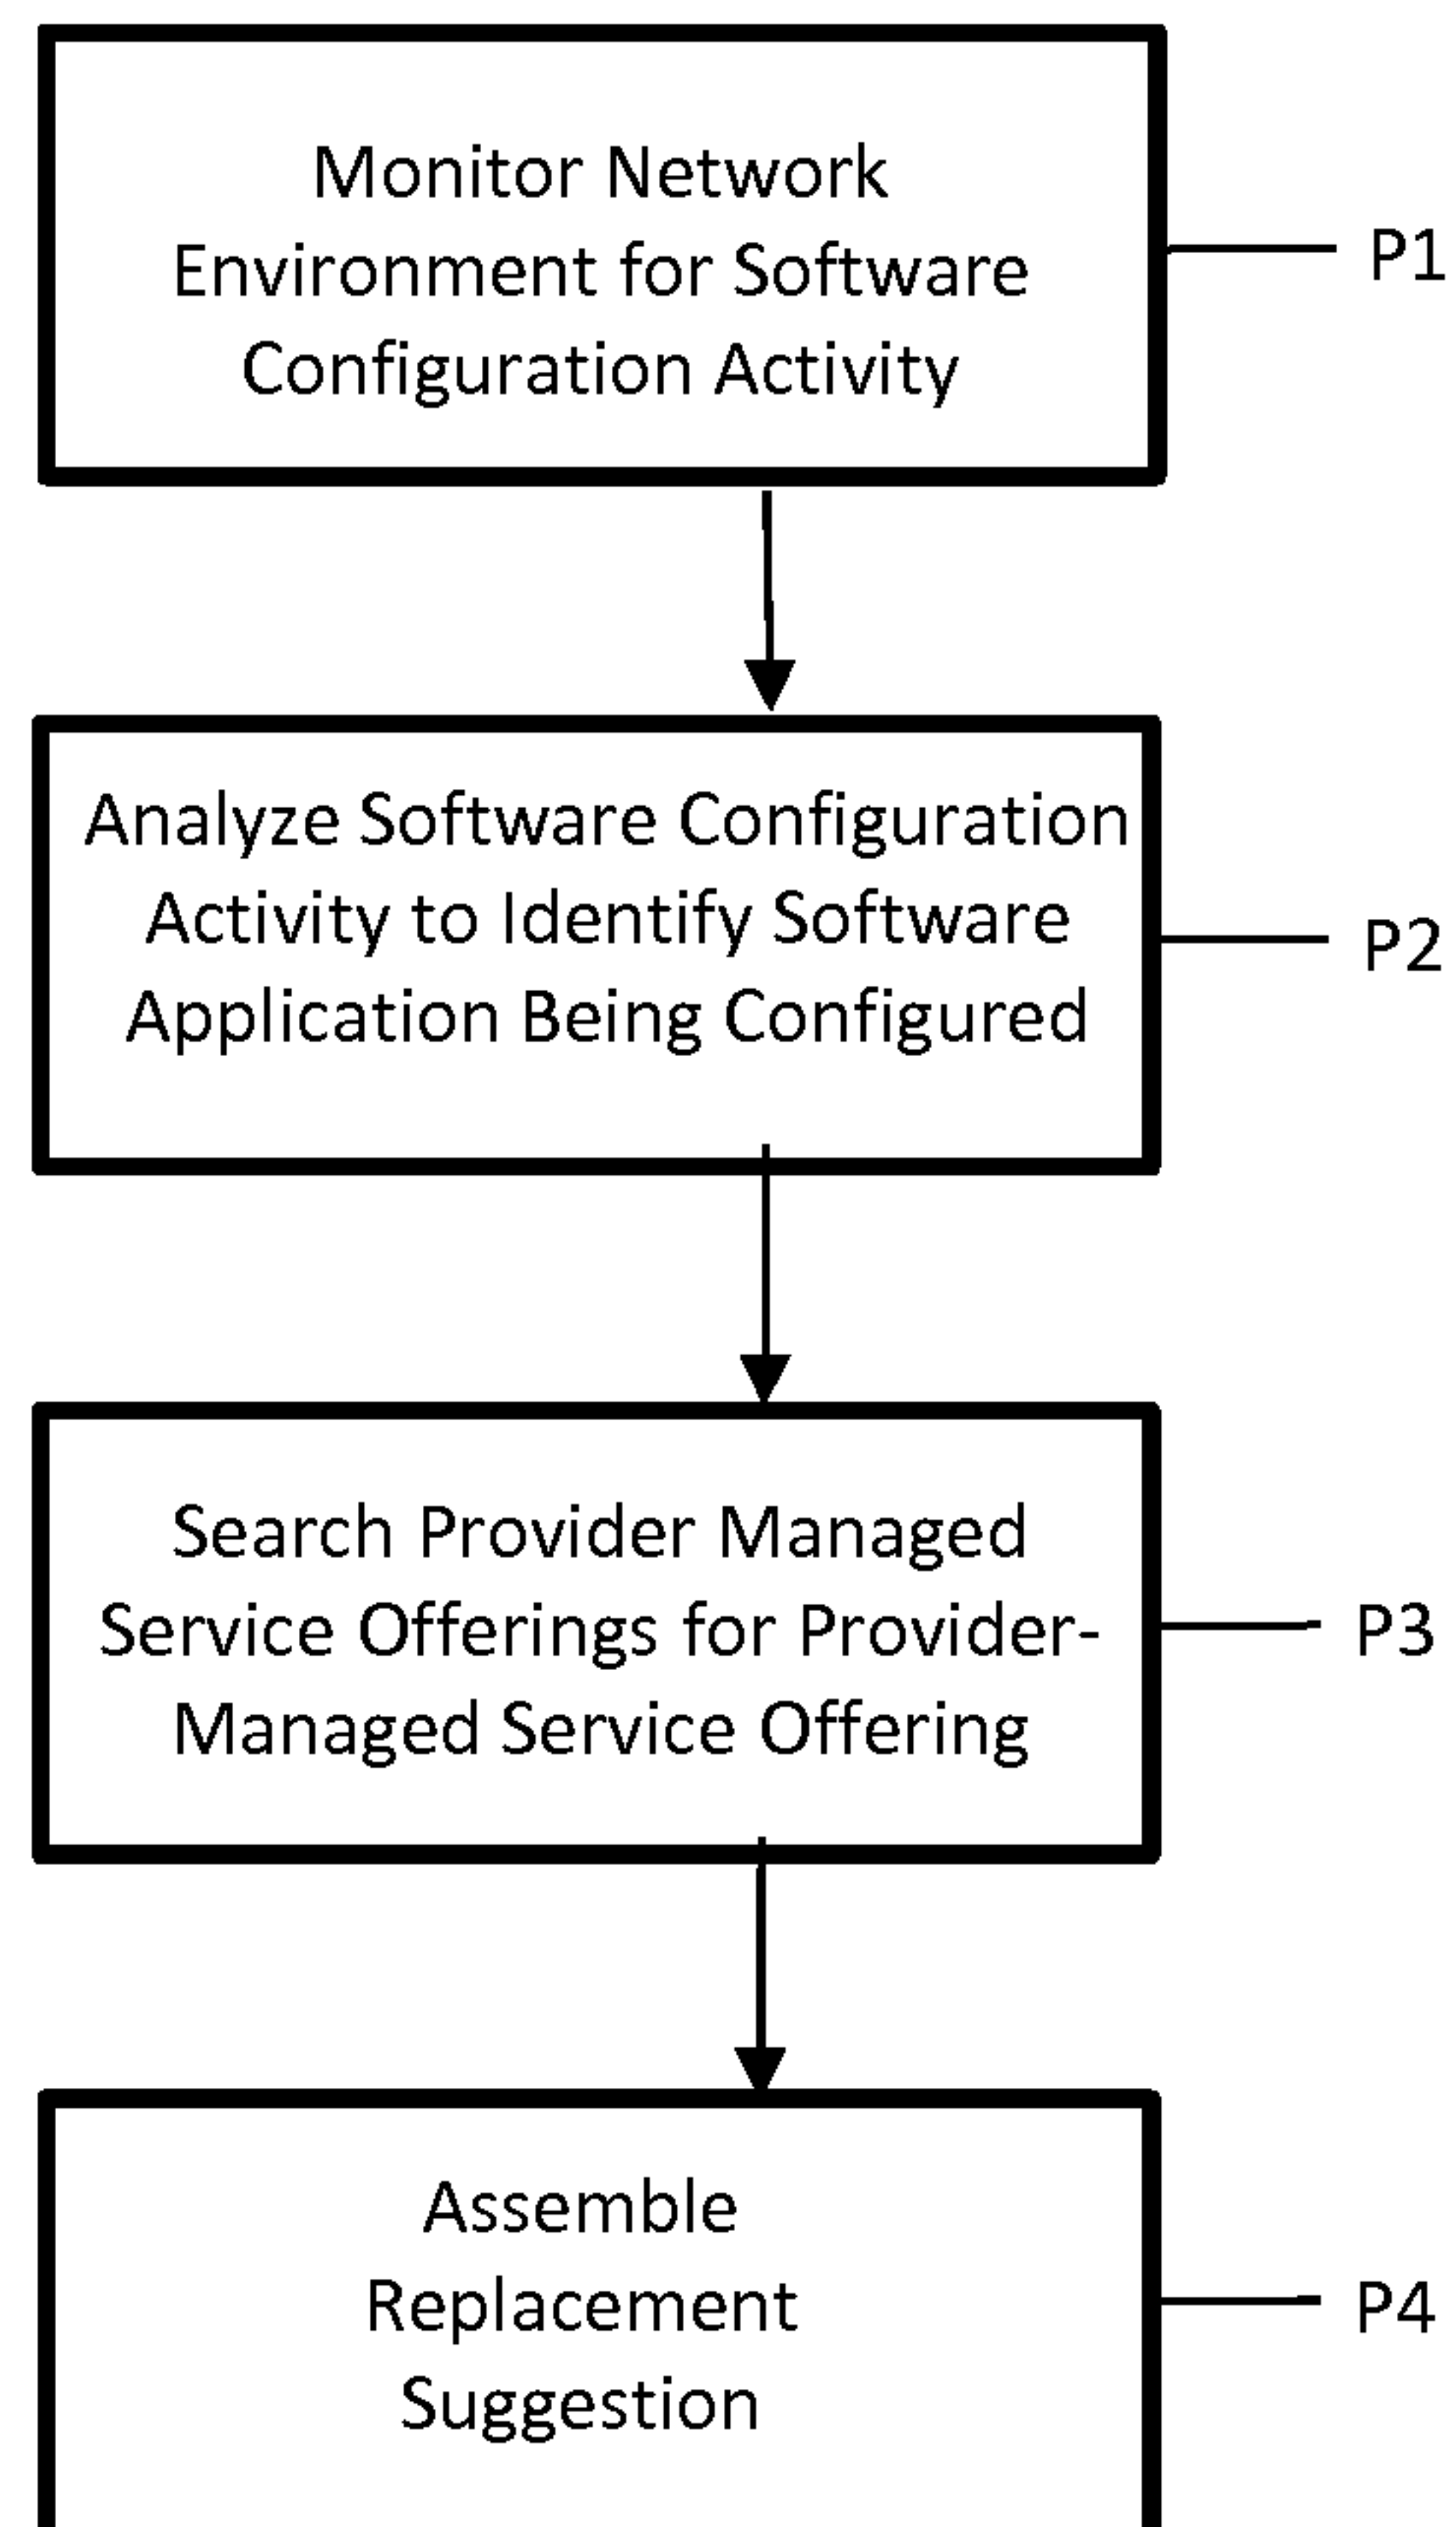 Monitor Network
Environment for Software
Configuration Activity
P1
Analyze Software Configuration
Activity to Identify Software
Application Being Configured
P2
Search Provider Managed
Service Offerings for Provider-
Managed Service Offering
P3
Assemble
Replacement
Suggestion
P4